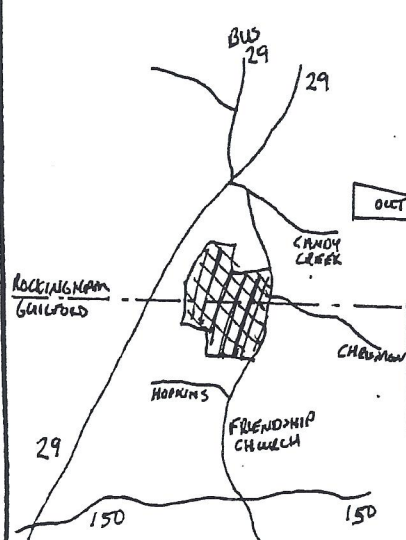 BUS
29
29
OUT
CANDY
CREEK
ROCKINGHAM
GUILFORD
HOPKINS
FRIENDSHIP
CHURCH
29
150
150